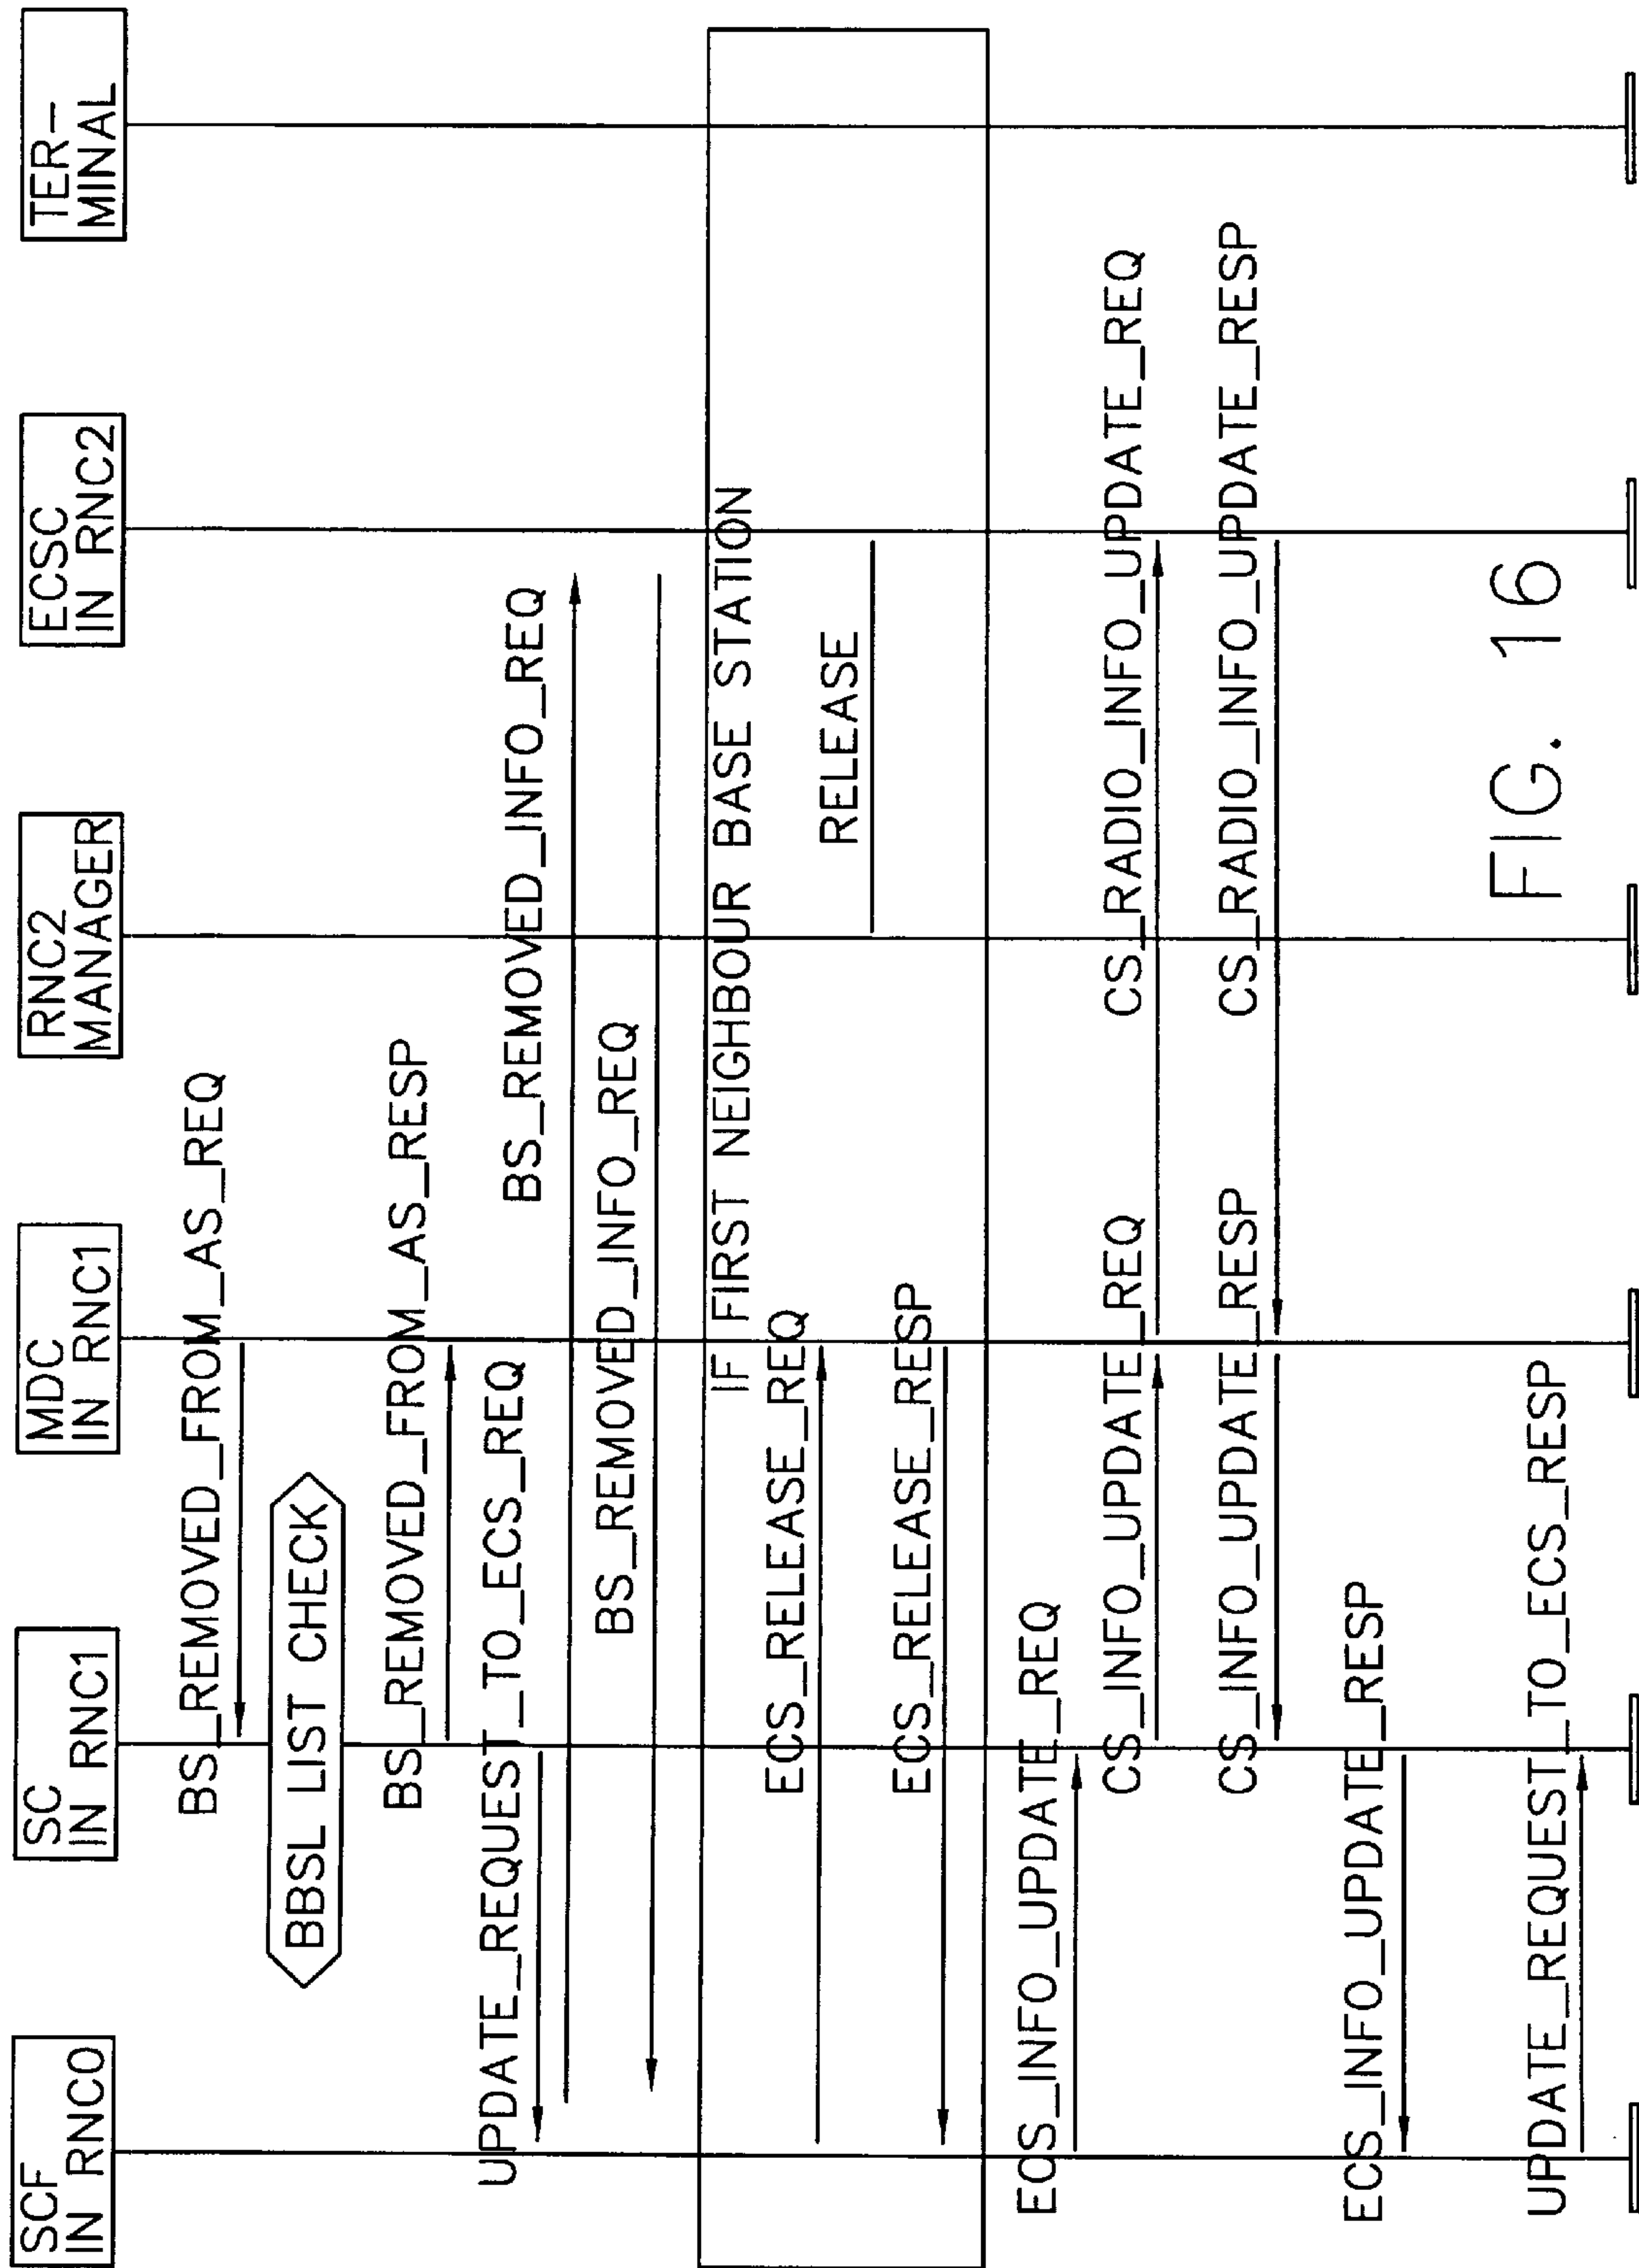 SCF
IN RNC0
SC
IN RNC1
MDC
IN RNC1
RNC2
MANAGER
ECSC
IN RNC2
TER-
MINAL
BS_REMOVED_FROM_AS_REQ
BBSL LIST CHECK
BS_REMOVED_FROM_AS_RESP
UPDATE_REQUEST_TO_ECS_REQ
BS_REMOVED_INFO_REQ
BS_REMOVED_INFO_REQ
IF FIRST NEIGHBOUR BASE STATION
ECS_RELEASE_REQ
RELEASE
ECS_RELEASE_RESP
EOS_INFO_UPDATE_REQ
CS_INFO_UPDATE_REQ
CS_RADIO_INFO_UPDATE_REQ
CS_INFO_UPDATE_RESP
CS_RADIO_INFO_UPDATE_RESP
ECS_INFO_UPDATE_RESP
UPDATE_REQUEST_TO_ECS_RESP
FIG. 16